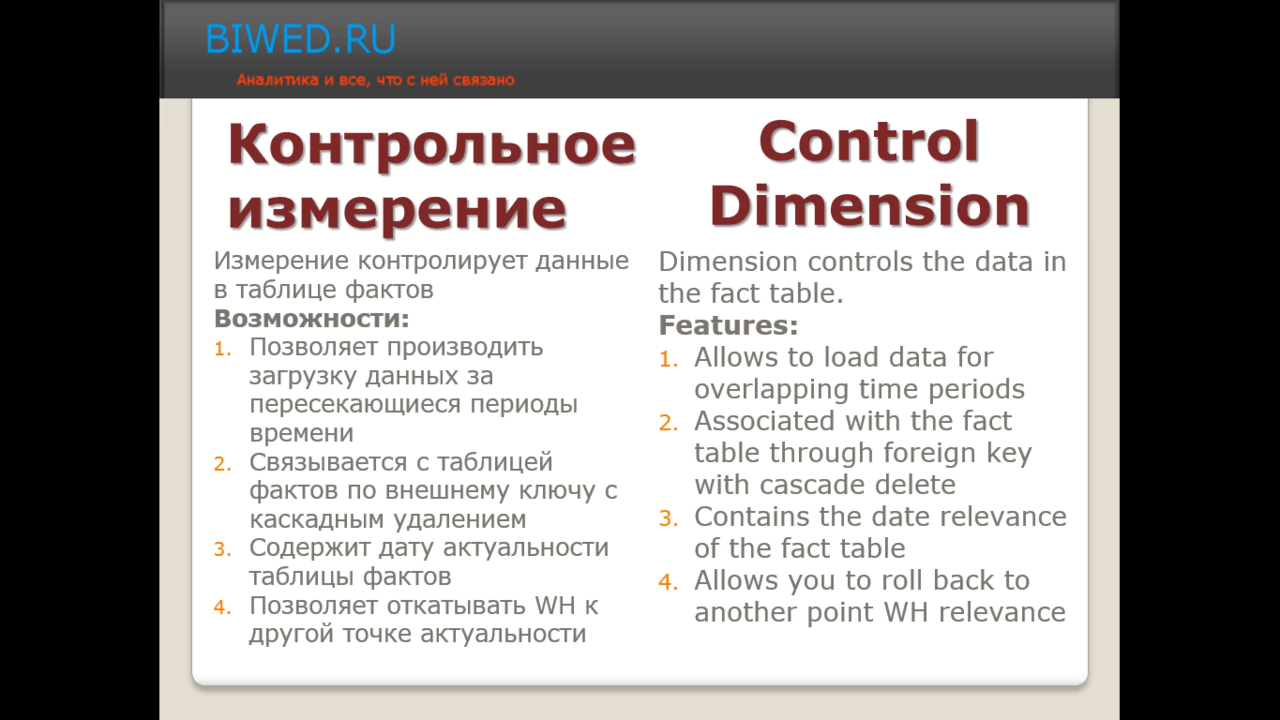 BIWED.RU
Аналитика и все, что с ней связано
Контрольное
измерение
Измерение контролирует данные
в таблице фактов
Возможности:
1. Позволяет производить
загрузку данных за
пересекающиеся периоды
времени
2. Связывается с таблицей
фактов по внешнему ключу с
каскадным удалением
3. Содержит дату актуальности
таблицы фактов
4. Позволяет откатывать WH к
другой точке актуальности
Control
Dimension
Dimension controls the data in
the fact table.
Features:
1. Allows to load data for
overlapping time periods
2. Associated with the fact
table through foreign key
with cascade delete
3. Contains the date relevance
of the fact table
4. Allows you to roll back to
another point WH relevance